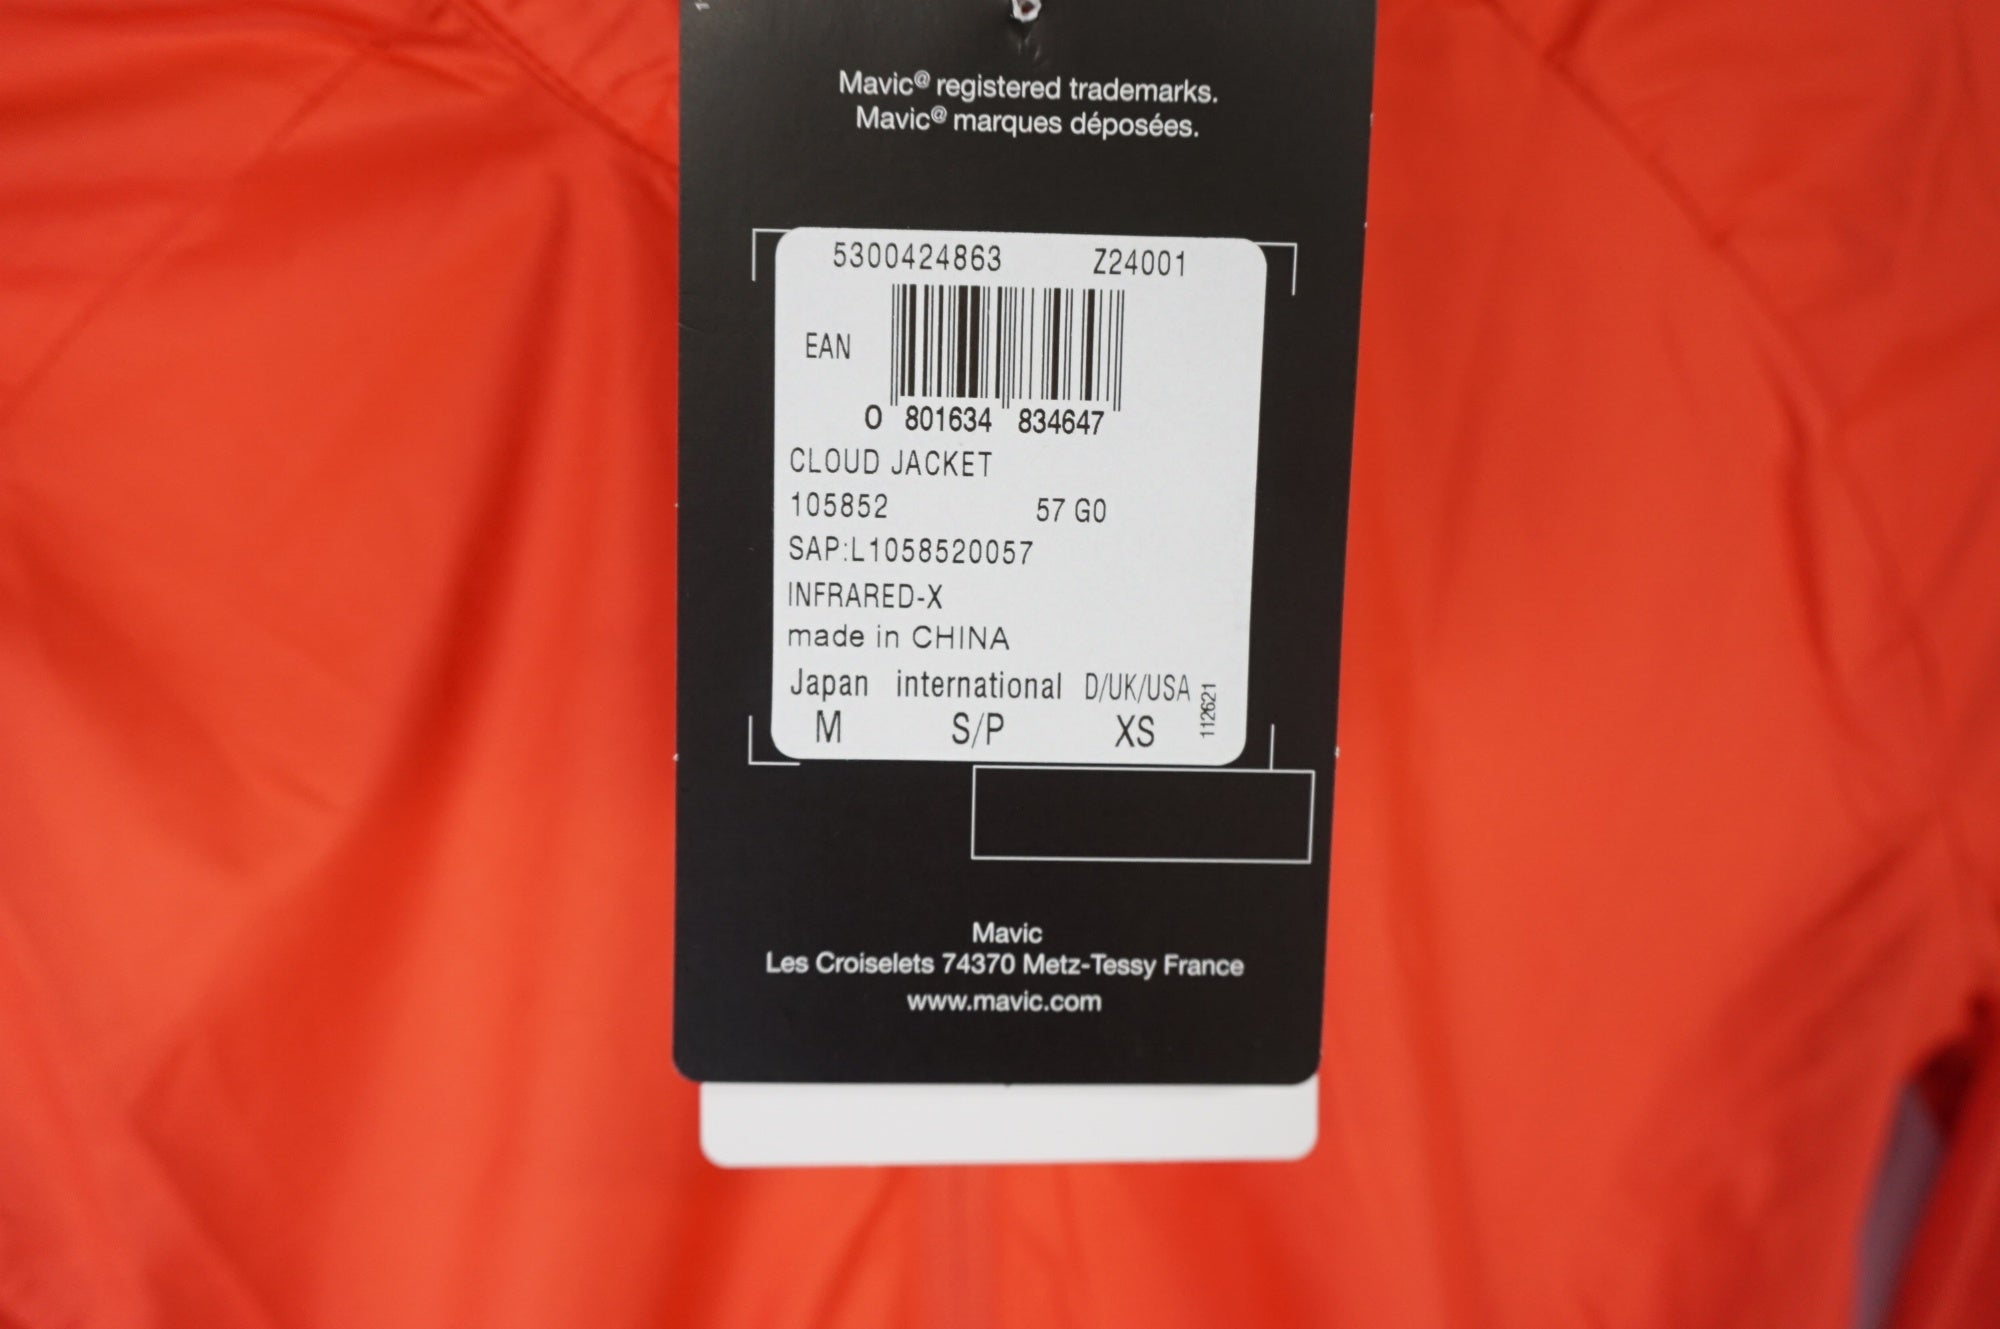 Mavic@ registered trademarks.
Mavic@ marques déposées.
5300424863 Z24001
EAN
0 801634 834647
CLOUD JACKET
105852 57 G0
SAP:L1058520057
INFRARED-X
made in CHINA
Japan international D/UK/USA
M S/P XS
112621
Mavic
Les Croiselets 74370 Metz-Tessy France
www.mavic.com